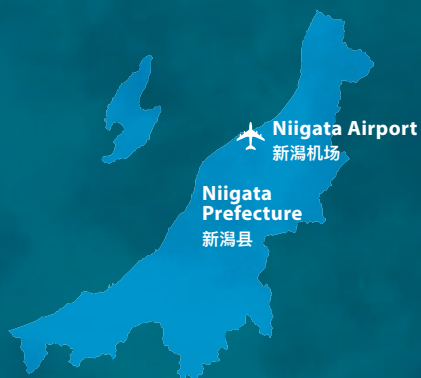 Niigata Airport
新潟机场
Niigata
Prefecture
新潟县